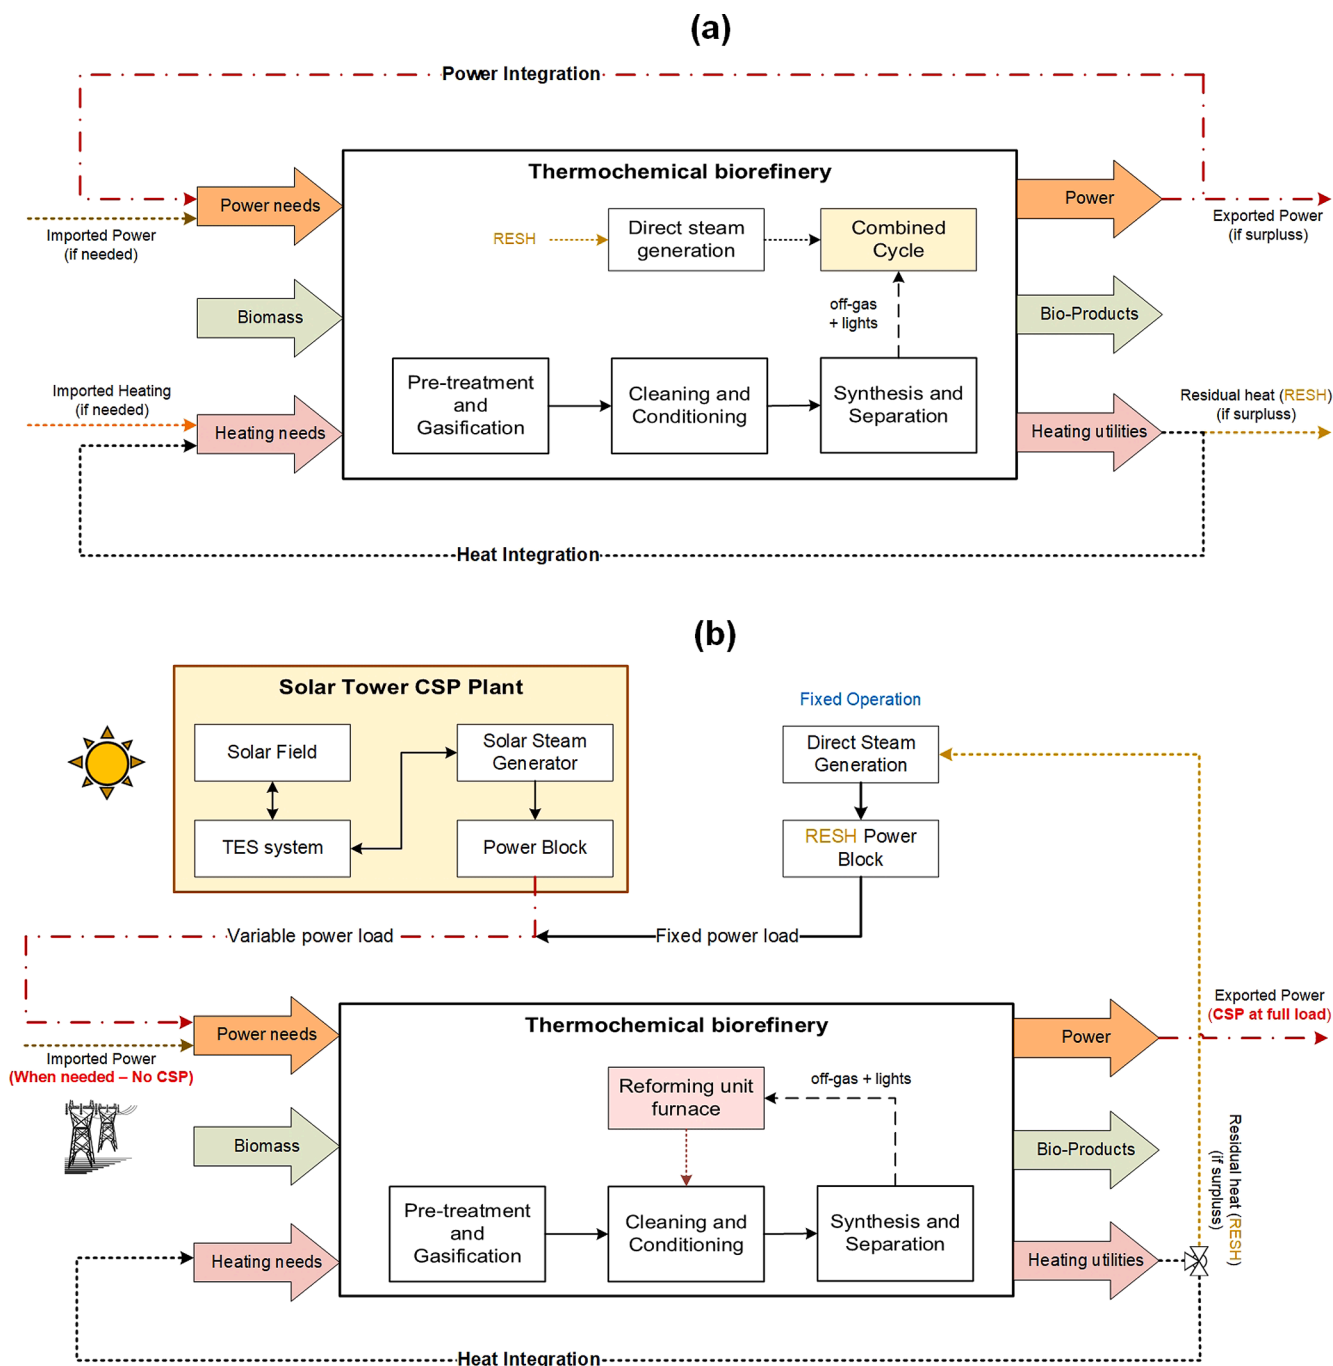 (a)
Power Integration
Thermochemical biorefinery
Power needs
Imported Power
(if needed)
RESH
Direct steam
generation
Combined
Cycle
Power
Exported Power
(if surpluss)
Biomass
off-gas
+ lights
Bio-Products
Imported Heating
(if needed)
Heating needs
Pre-treatment
and
Gasification
Cleaning and
Conditioning
Synthesis and
Separation
Heating utilities
Residual heat (RESH)
(if surpluss)
Heat Integration
(b)
Solar Tower CSP Plant
Solar Field
Solar Steam
Generator
TES system
Power Block
Fixed Operation
Direct Steam
Generation
RESH Power
Block
Variable power load
Fixed power load
Thermochemical biorefinery
Power needs
Imported Power
(When needed – No CSP)
Power
Exported Power
(CSP at full load)
Reforming unit
furnace
off-gas + lights
Biomass
Bio-Products
Residual heat (RESH)
(if surpluss)
Pre-treatment
and
Gasification
Cleaning and
Conditioning
Synthesis and
Separation
Heating needs
Heating utilities
Heat Integration